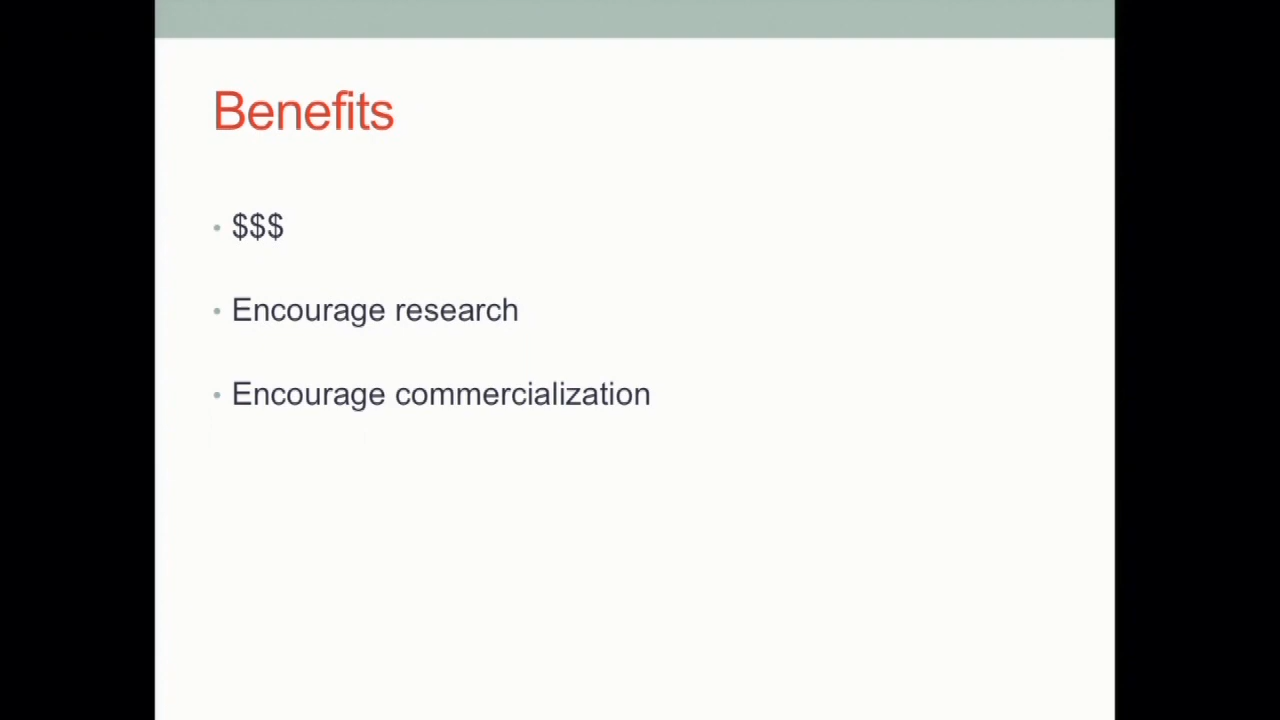 Benefits
• $$$
• Encourage research
• Encourage commercialization